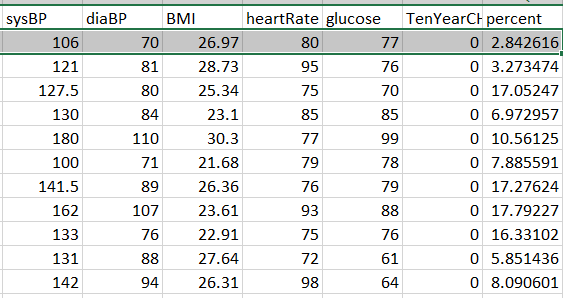 sysBP diaBP BMI heartRate glucose TenYearCH percent
106 70 26.97 80 77 0 2.842616
121 81 28.73 95 76 0 3.273474
127.5 80 25.34 75 70 0 17.05247
130 84 23.1 85 85 0 6.972957
180 110 30.3 77 99 0 10.56125
100 71 21.68 79 78 0 7.885591
141.5 89 26.36 76 79 0 17.27624
162 107 23.61 93 88 0 17.79227
133 76 22.91 75 76 0 16.33102
131 88 27.64 72 61 0 5.851436
142 94 26.31 98 64 0 8.090601